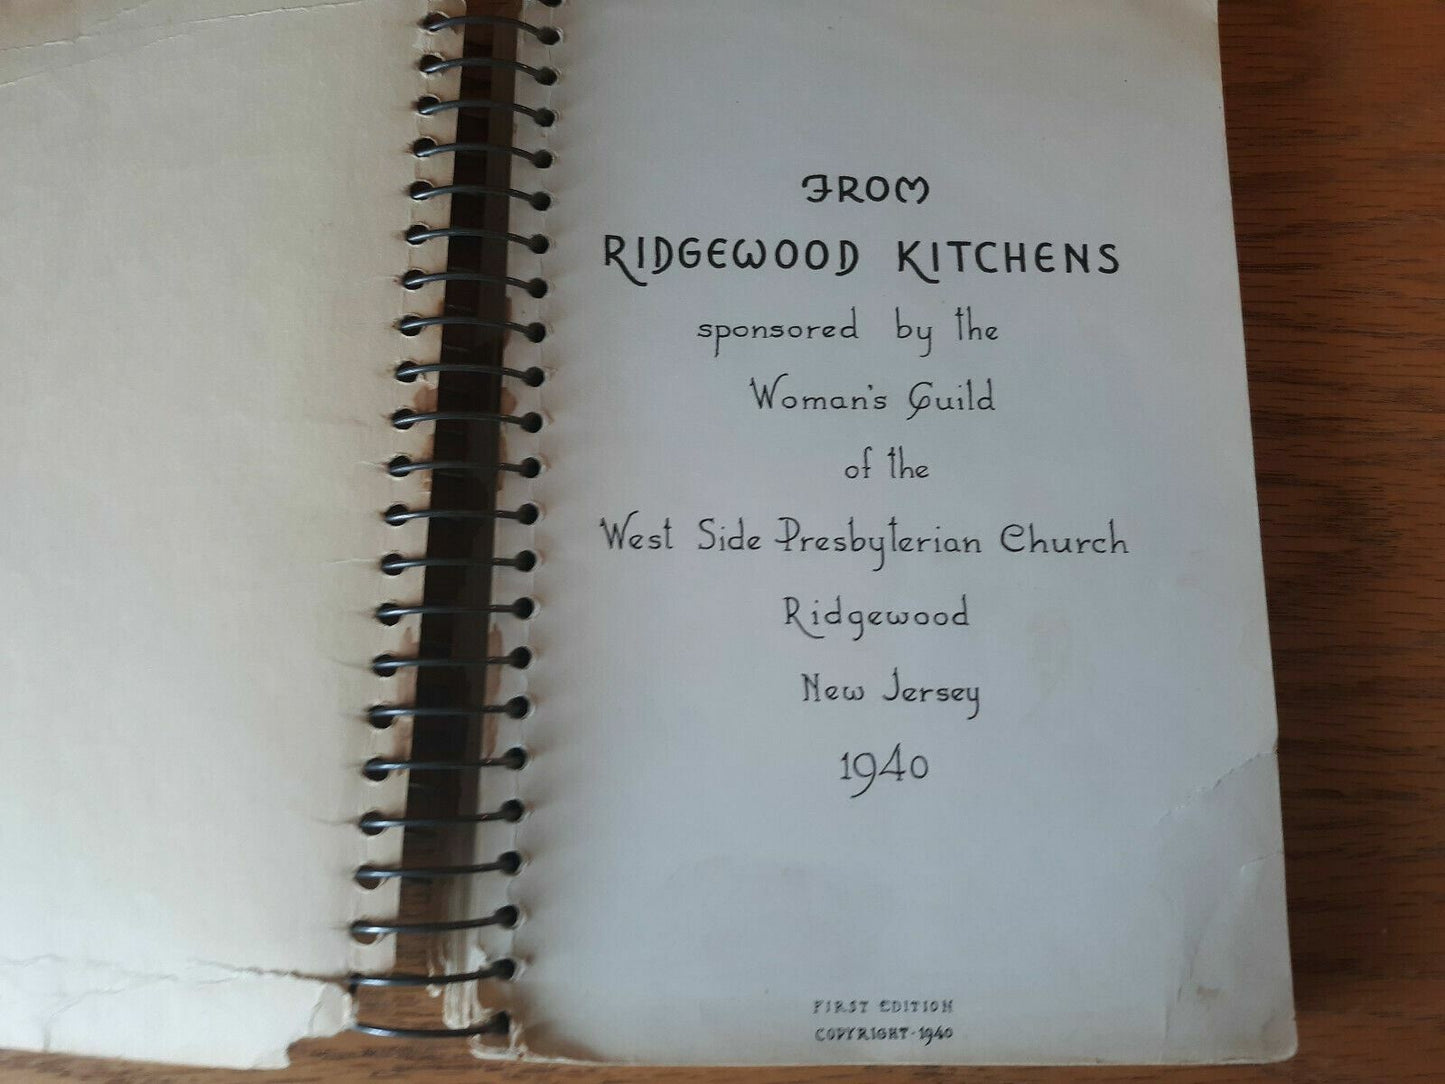 FROM
RIDGEWOOD KITCHENS
sponsored by the
Woman's Guild
of the
West Side Presbyterian Church
Ridgewood
New Jersey
1940
FIRST EDITION
COPYRIGHT-1940